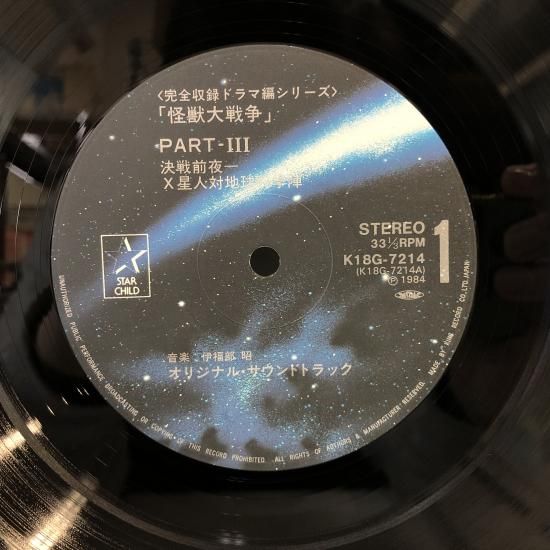 〈完全収録ドラマ編シリーズ〉
「怪獣大戦争」
PART-III
決戦前夜―
X星人対地球
STEREO
33⅓RPM
1
K18G-7214
(K18G-7214A)
Ⓟ1984
STAR
CHILD
音楽:伊福部 昭
オリジナル・サウンドトラック
UNAUTHORIZED PUBLIC PERFORMANCE, BROADCASTING OR COPYING OF THIS RECORD PROHIBITED. ALL RIGHTS OF AUTHORS & MANUFACTURER RESERVED. MADE BY KING RECORD CO., LTD. JAPAN